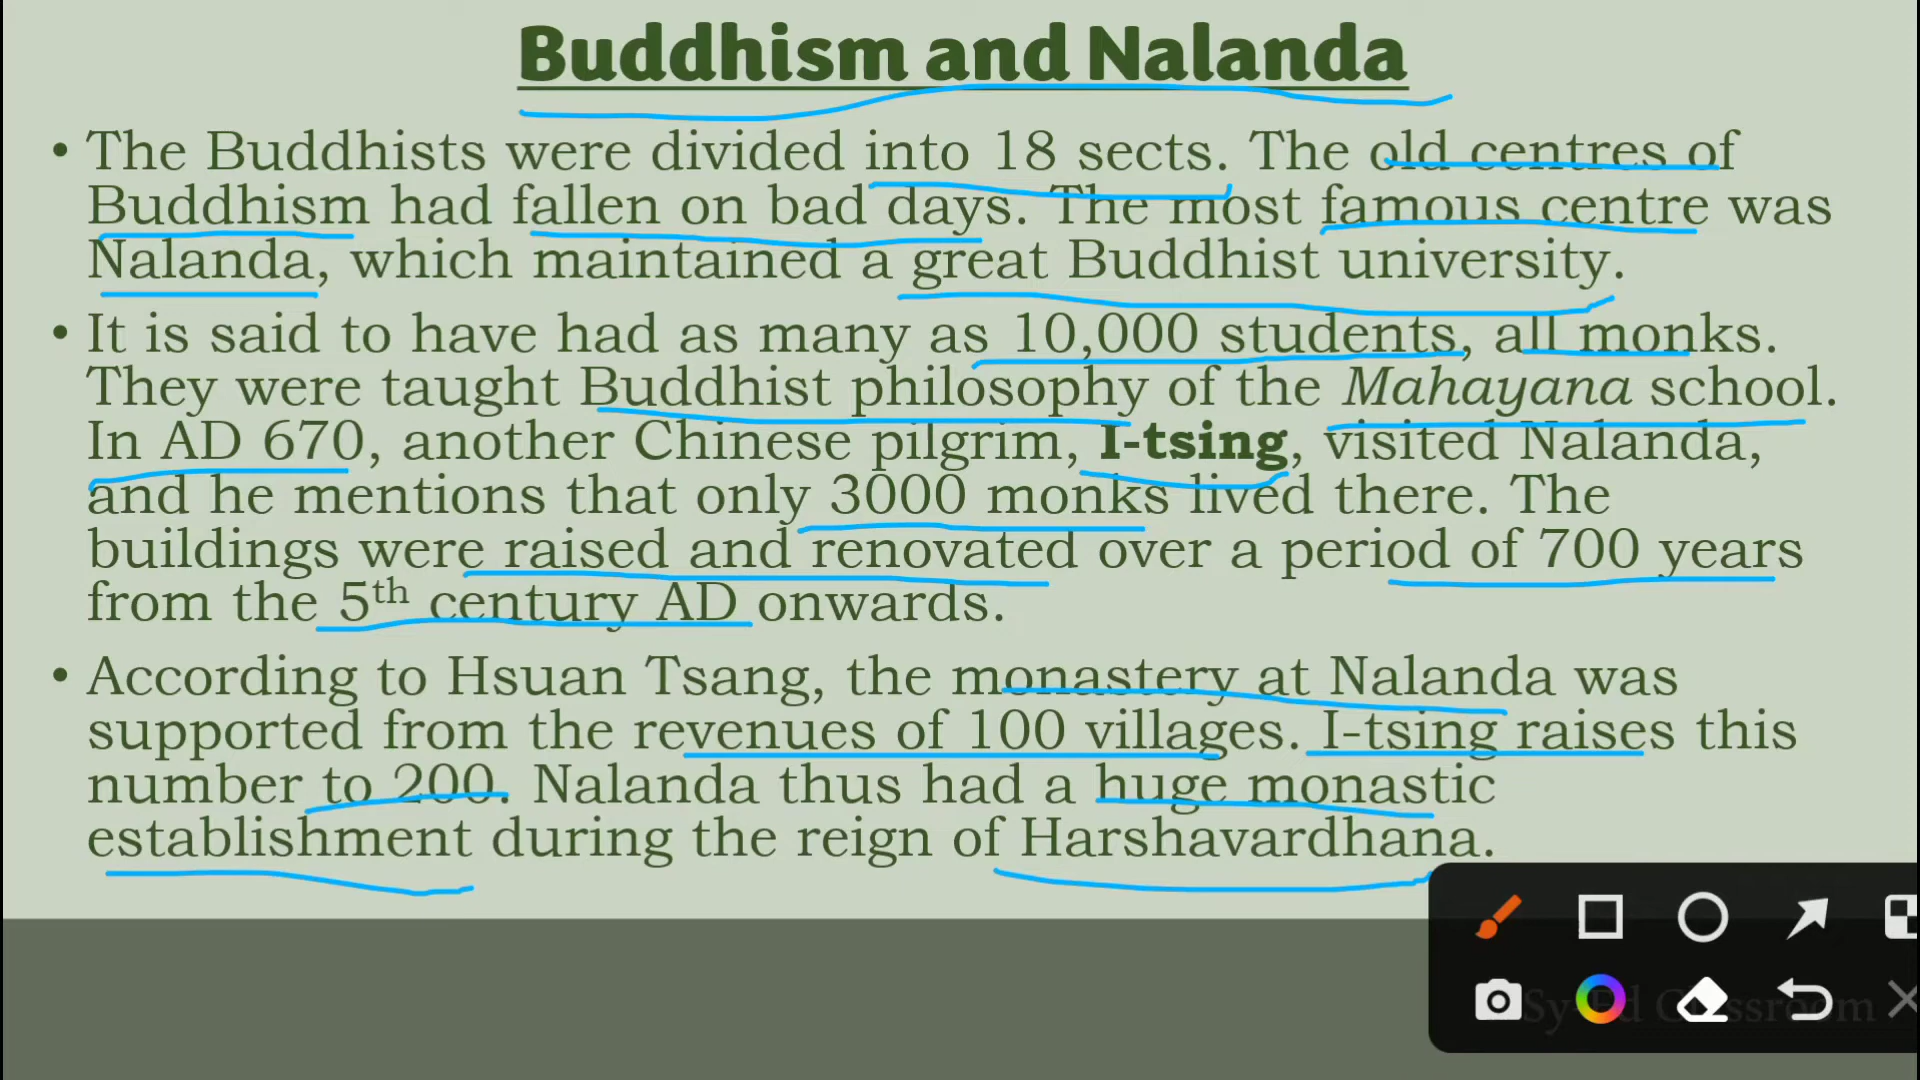 Buddhism and Nalanda
• The Buddhists were divided into 18 sects. The old centres of
Buddhism had fallen on bad days. The most famous centre was
Nalanda, which maintained a great Buddhist university.
• It is said to have had as many as 10,000 students, all monks.
They were taught Buddhist philosophy of the Mahayana school.
In AD 670, another Chinese pilgrim, I-tsing, visited Nalanda,
and he mentions that only 3000 monks lived there. The
buildings were raised and renovated over a period of 700 years
from the 5th century AD onwards.
• According to Hsuan Tsang, the monastery at Nalanda was
supported from the revenues of 100 villages. I-tsing raises this
number to 200. Nalanda thus had a huge monastic
establishment during the reign of Harshavardhana.